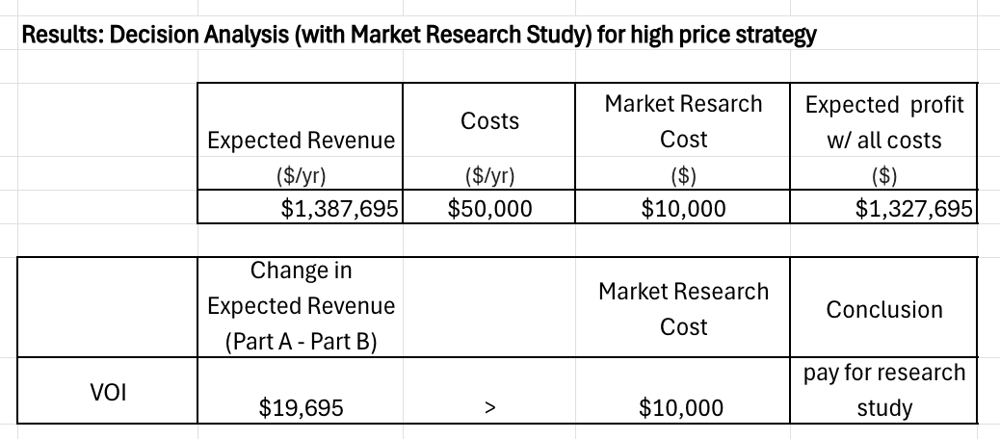 Results: Decision Analysis (with Market Research Study) for high price strategy
Expected Revenue
($/yr)
Costs
($/yr)
Market Resarch
Cost
($)
Expected profit
w/ all costs
($)
$1,387,695
$50,000
$10,000
$1,327,695
Change in
Expected Revenue
(Part A - Part B)
Market Research
Cost
Conclusion
VOI
$19,695
>
$10,000
pay for research
study